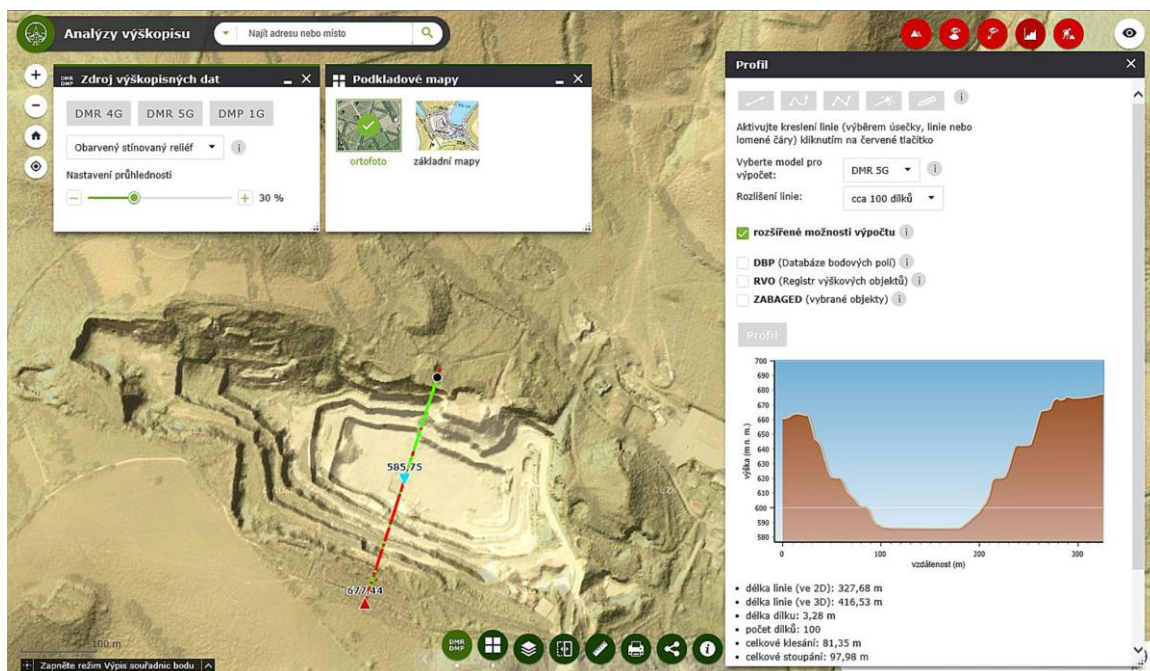 Analýzy výškopisu
Najít adresu nebo místo
DMR DMP Zdroj výškopisných dat
DMR 4G DMR 5G DMP 1G
Obarvený stínovaný reliéf
Nastavení průhlednosti
30 %
Podkladové mapy
ortofoto základní mapy
585,75
677,44
100 m
Zapněte režim Výpis souřadnic bodu
DMR
DMP
Profil
Aktivujte kreslení linie (výběrem úsečky, linie nebo
lomené čáry) kliknutím na červené tlačítko
Vyberte model pro
výpočet:
DMR 5G
Rozlišení linie:
cca 100 dílků
rozšířené možnosti výpočtu
DBP (Databáze bodových polí)
RVO (Registr výškových objektů)
ZABAGED (vybrané objekty)
Profil
700
690
680
670
660
650
640
630
620
610
600
590
580
výška (m n. m.)
0 100 200 300
vzdálenost (m)
• délka linie (ve 2D): 327,68 m
• délka linie (ve 3D): 416,53 m
• délka dílku: 3,28 m
• počet dílků: 100
• celkové klesání: 81,35 m
• celkové stoupání: 97,98 m